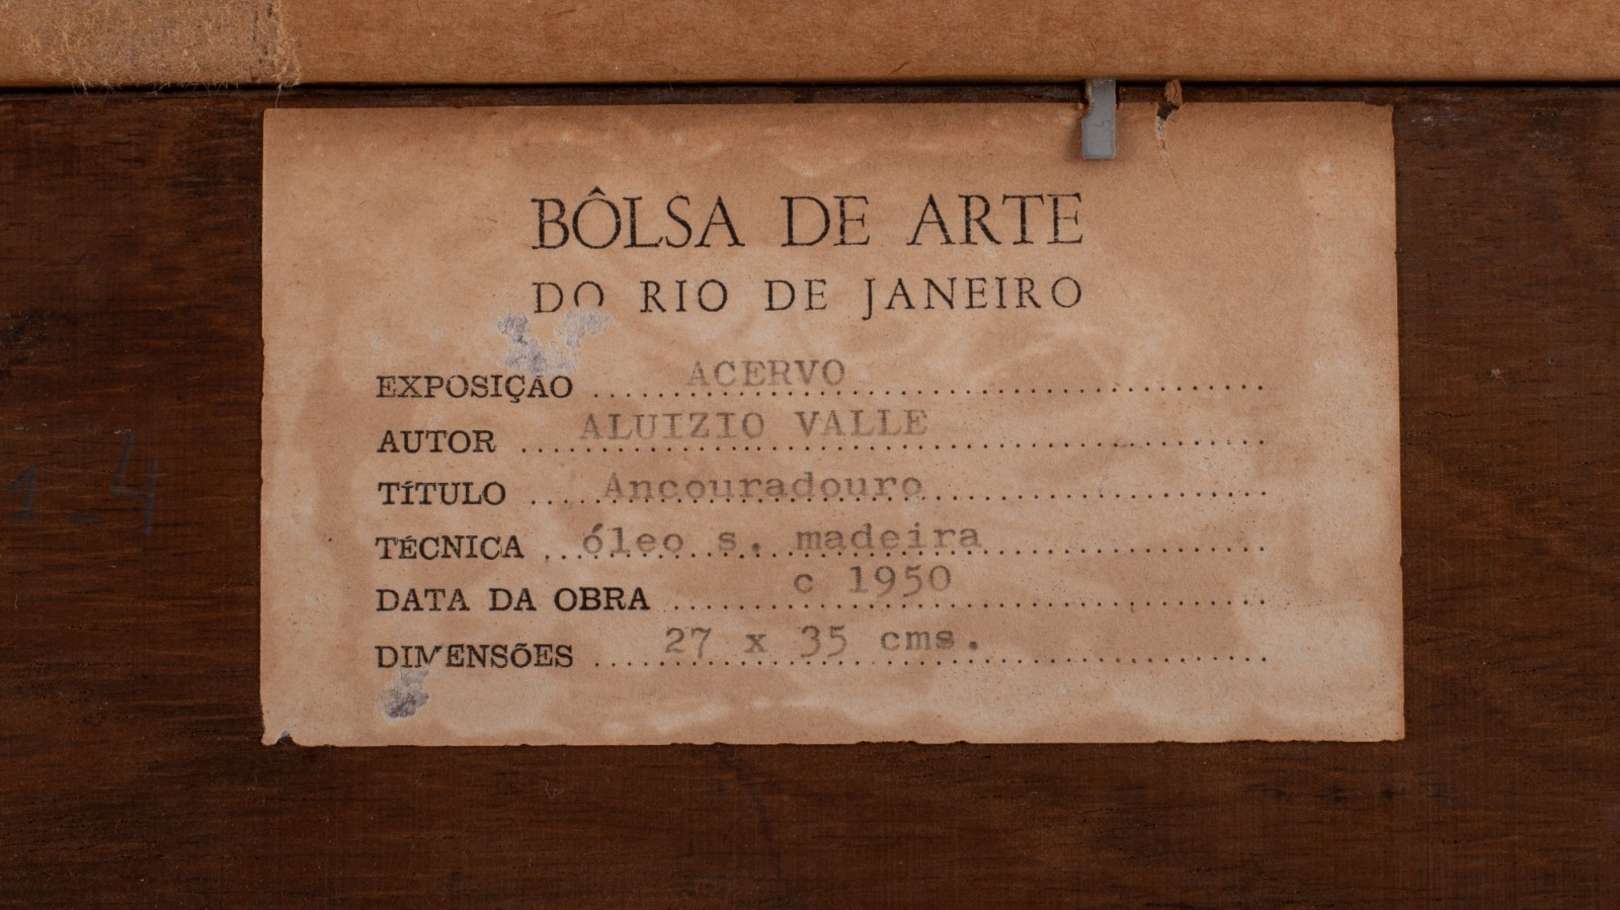 BÔLSA DE ARTE
DO RIO DE JANEIRO
EXPOSIÇÃO ACERVO
AUTOR ALUIZIO VALLE
TÍTULO Ancouradouro
TÉCNICA óleo s. madeira
DATA DA OBRA c 1950
DIMENSÕES 27 x 35 cms.